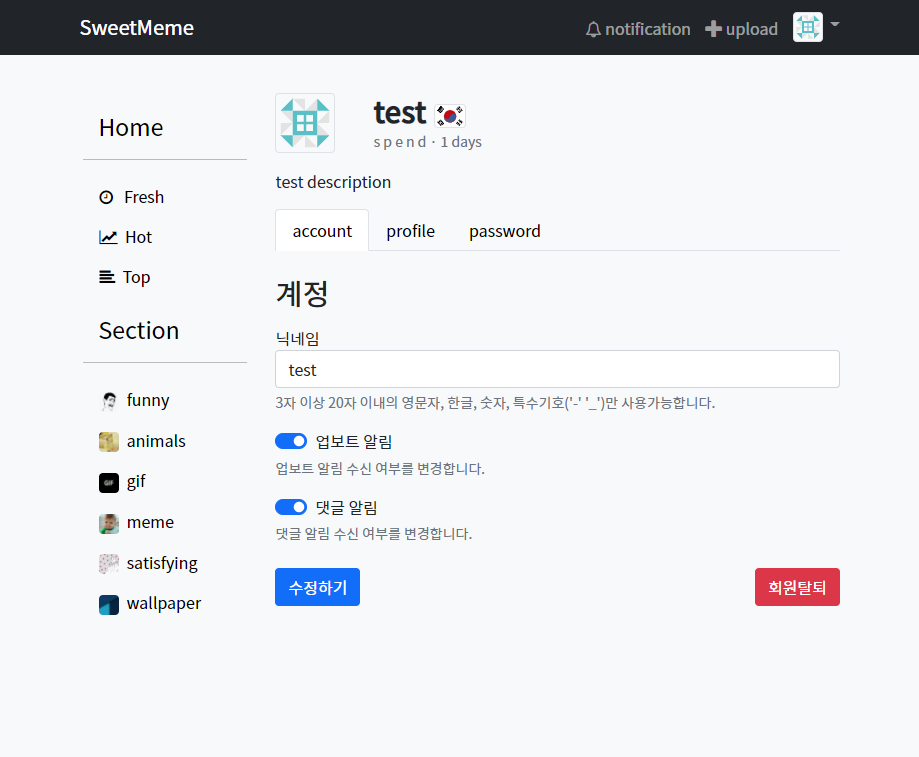 SweetMeme
notification
upload
Home
Fresh
Hot
Top
Section
funny
animals
GIF gif
meme
satisfying
wallpaper
test
spend · 1 days
test description
account profile password
계정
닉네임
test
3자 이상 20자 이내의 영문자, 한글, 숫자, 특수기호('-' '_')만 사용가능합니다.
업보트 알림
업보트 알림 수신 여부를 변경합니다.
댓글 알림
댓글 알림 수신 여부를 변경합니다.
수정하기
회원탈퇴